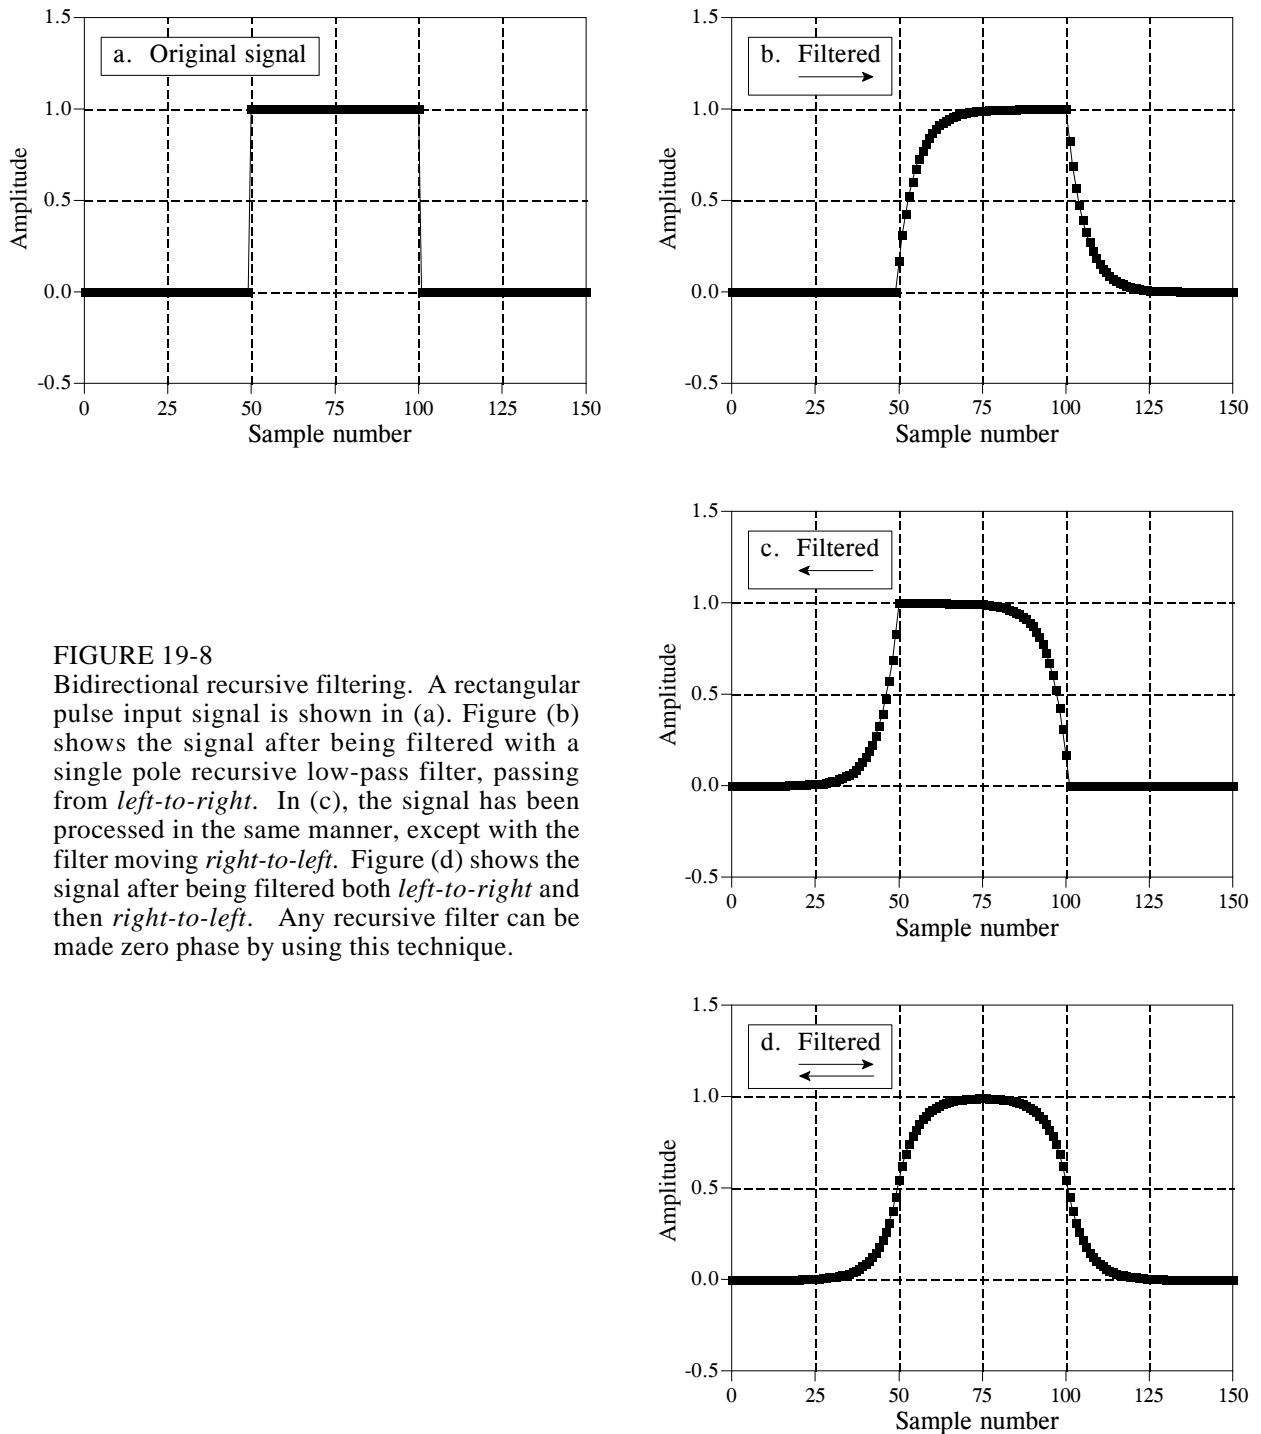 1.5
1.0
0.5
0.0
-0.5
0 25 50 75 100 125 150
Sample number
Amplitude
a. Original signal
1.5
1.0
0.5
0.0
-0.5
0 25 50 75 100 125 150
Sample number
Amplitude
b. Filtered
1.5
1.0
0.5
0.0
-0.5
0 25 50 75 100 125 150
Sample number
Amplitude
c. Filtered
FIGURE 19-8
Bidirectional recursive filtering. A rectangular
pulse input signal is shown in (a). Figure (b)
shows the signal after being filtered with a
single pole recursive low-pass filter, passing
from left-to-right. In (c), the signal has been
processed in the same manner, except with the
filter moving right-to-left. Figure (d) shows the
signal after being filtered both left-to-right and
then right-to-left. Any recursive filter can be
made zero phase by using this technique.
1.5
1.0
0.5
0.0
-0.5
0 25 50 75 100 125 150
Sample number
Amplitude
d. Filtered